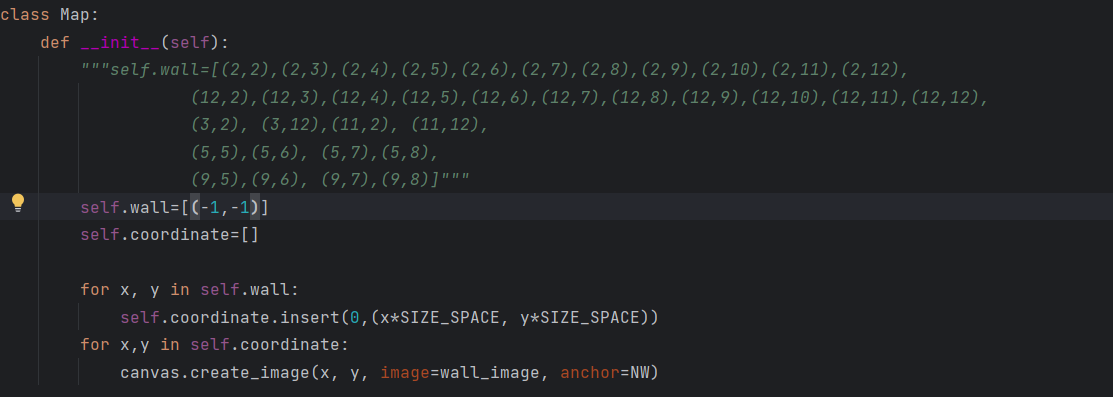 class Map:
    def __init__(self):
        """self.wall=[(2,2),(2,3),(2,4),(2,5),(2,6),(2,7),(2,8),(2,9),(2,10),(2,11),(2,12),
                   (12,2),(12,3),(12,4),(12,5),(12,6),(12,7),(12,8),(12,9),(12,10),(12,11),(12,12),
                   (3,2), (3,12),(11,2), (11,12),
                   (5,5),(5,6), (5,7),(5,8),
                   (9,5),(9,6), (9,7),(9,8)]"""
        self.wall=[(-1,-1)]
        self.coordinate=[]

        for x, y in self.wall:
            self.coordinate.insert(0,(x*SIZE_SPACE, y*SIZE_SPACE))
        for x,y in self.coordinate:
            canvas.create_image(x, y, image=wall_image, anchor=NW)